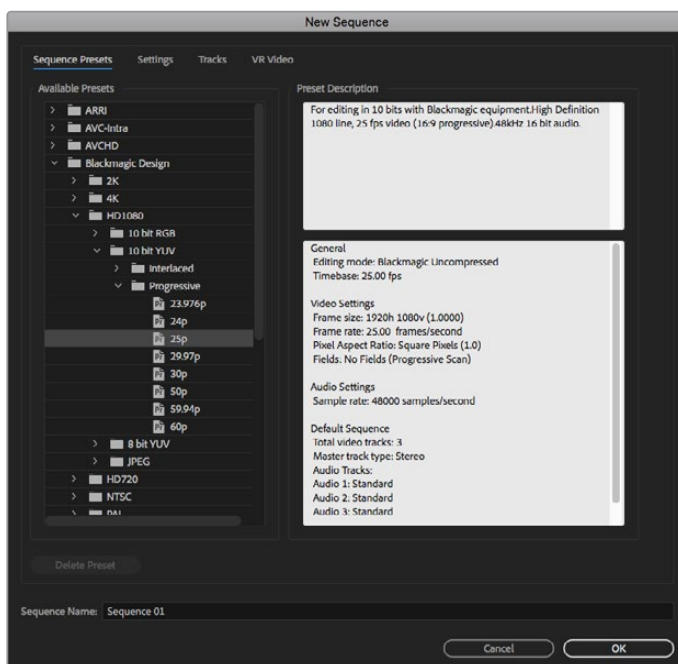 New Sequence
Sequence Presets Settings Tracks VR Video
Available Presets
ARRI
AVC-Intra
AVCHD
Blackmagic Design
2K
4K
HD1080
10 bit RGB
10 bit YUV
Interlaced
Progressive
23.976p
24p
25p
29.97p
30p
50p
59.94p
60p
8 bit YUV
JPEG
HD720
NTSC
PAL
Preset Description
For editing in 10 bits with Blackmagic equipment.High Definition
1080 line, 25 fps video (16:9 progressive).48kHz 16 bit audio.
General
Editing mode: Blackmagic Uncompressed
Timebase: 25.00 fps
Video Settings
Frame size: 1920h 1080v (1.0000)
Frame rate: 25.00 frames/second
Pixel Aspect Ratio: Square Pixels (1.0)
Fields: No Fields (Progressive Scan)
Audio Settings
Sample rate: 48000 samples/second
Default Sequence
Total video tracks: 3
Master track type: Stereo
Audio Tracks:
Audio 1: Standard
Audio 2: Standard
Audio 3: Standard
Delete Preset
Sequence Name: Sequence 01
Cancel OK